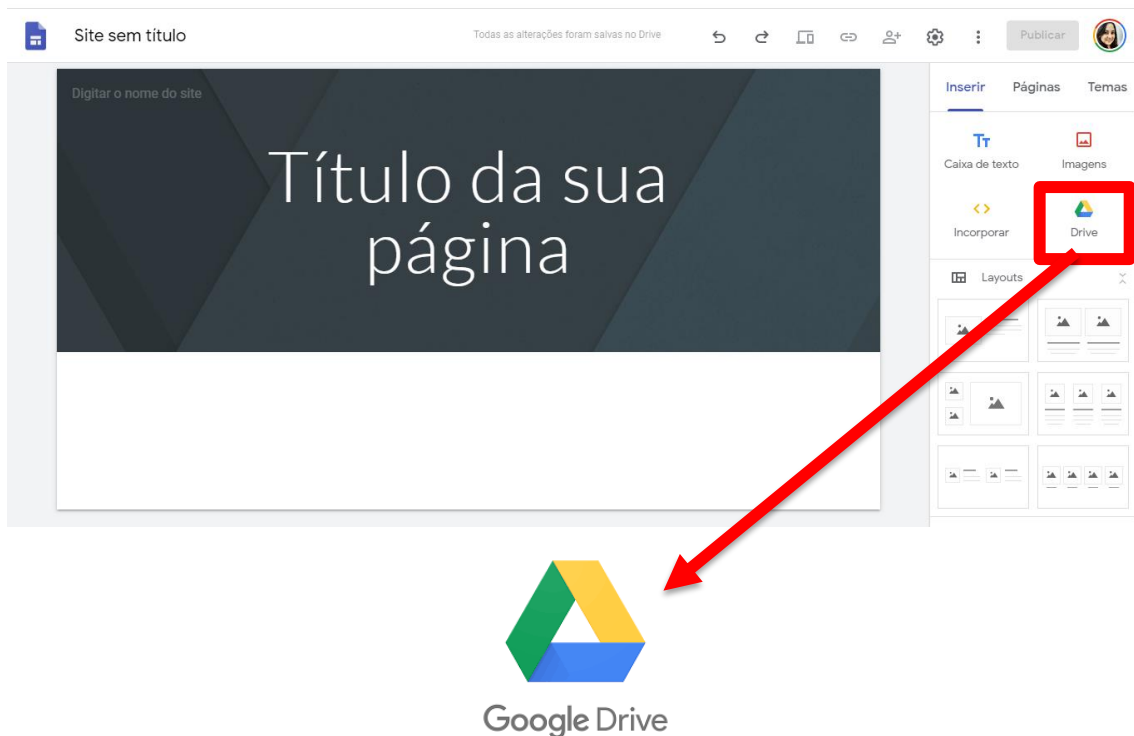 Site sem título
Todas as alterações foram salvas no Drive
Publicar
Digitar o nome do site
Título da sua
página
Inserir Páginas Temas
Caixa de texto Imagens
Incorporar Drive
Layouts
Google Drive